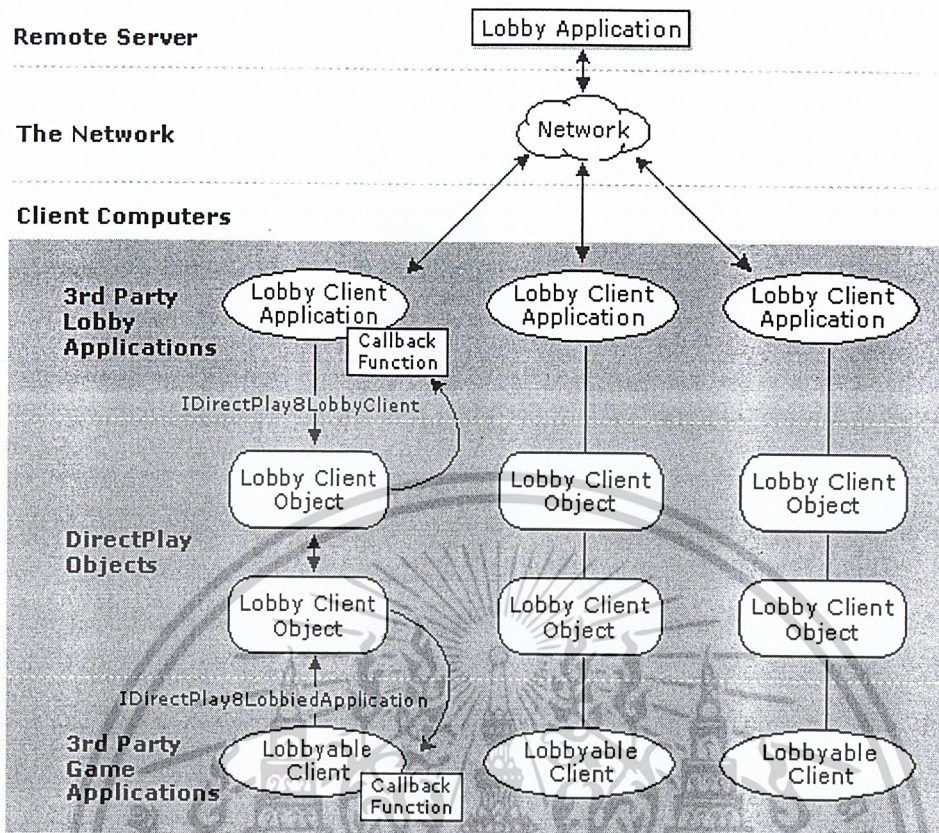 Remote Server
Lobby Application
The Network
Network
Client Computers
3rd Party
Lobby
Applications
Lobby Client
Application
Lobby Client
Application
Lobby Client
Application
Callback
Function
IDirectPlay8LobbyClient
Lobby Client
Object
Lobby Client
Object
Lobby Client
Object
DirectPlay
Objects
Lobby Client
Object
Lobby Client
Object
Lobby Client
Object
IDirectPlay8LobbiedApplication
3rd Party
Game
Applications
Lobbyable
Client
Lobbyable
Client
Lobbyable
Client
Callback
Function